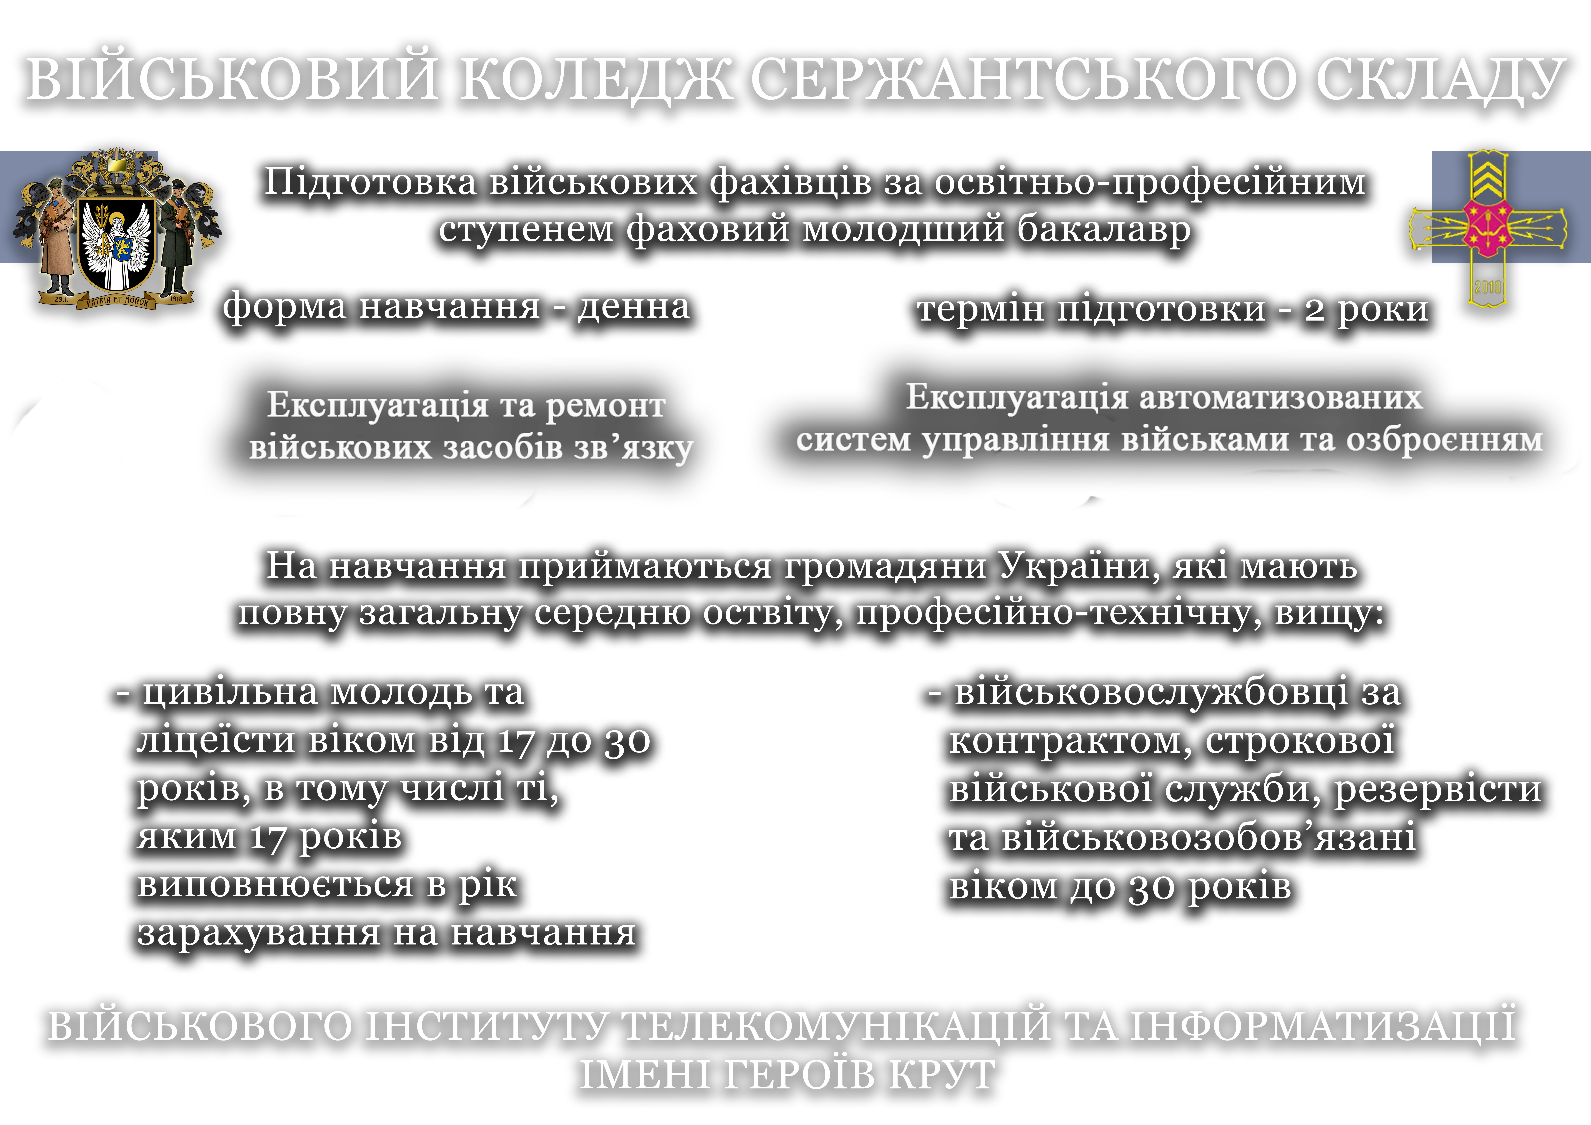 ВІЙСЬКОВИЙ КОЛЕДЖ СЕРЖАНТСЬКОГО СКЛАДУ
Підготовка військових фахівців за освітньо-професійним
ступенем фаховий молодший бакалавр
форма навчання - денна
термін підготовки - 2 роки
2010
Експлуатація та ремонт
військових засобів зв’язку
Експлуатація автоматизованих
систем управління військами та озброєнням
На навчання приймаються громадяни України, які мають
повну загальну середню оствіту, професійно-технічну, вищу:
- цивільна молодь та
ліцеїсти віком від 17 до 30
років, в тому числі ті,
яким 17 років
виповнюється в рік
зарахування на навчання
- військовослужбовці за
контрактом, строкової
військової служби, резервісти
та військовозобов’язані
віком до 30 років
ВІЙСЬКОВОГО ІНСТИТУТУ ТЕЛЕКОМУНІКАЦІЙ ТА ІНФОРМАТИЗАЦІЇ
ІМЕНІ ГЕРОЇВ КРУТ